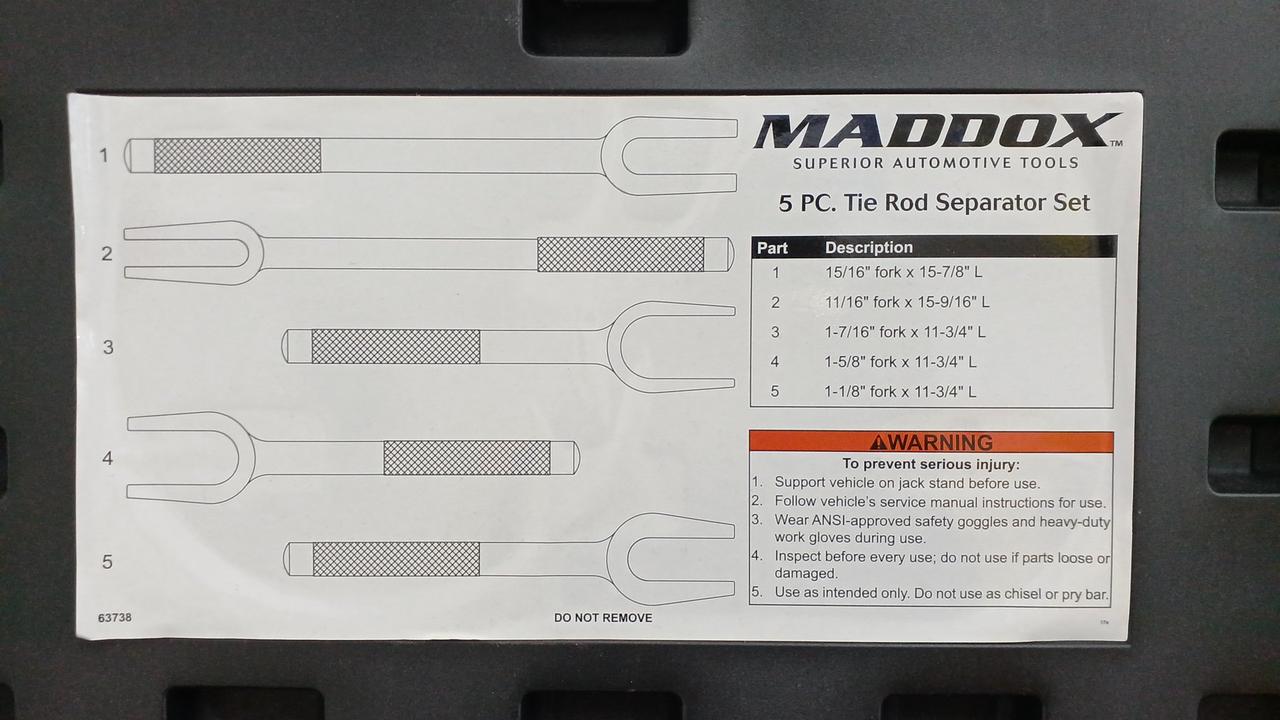 MADDOX™
SUPERIOR AUTOMOTIVE TOOLS
5 PC. Tie Rod Separator Set
1
2
3
4
5
Part Description
1 15/16" fork x 15-7/8" L
2 11/16" fork x 15-9/16" L
3 1-7/16" fork x 11-3/4" L
4 1-5/8" fork x 11-3/4" L
5 1-1/8" fork x 11-3/4" L
⚠WARNING
To prevent serious injury:
1. Support vehicle on jack stand before use.
2. Follow vehicle's service manual instructions for use.
3. Wear ANSI-approved safety goggles and heavy-duty
work gloves during use.
4. Inspect before every use; do not use if parts loose or
damaged.
5. Use as intended only. Do not use as chisel or pry bar.
63738
DO NOT REMOVE